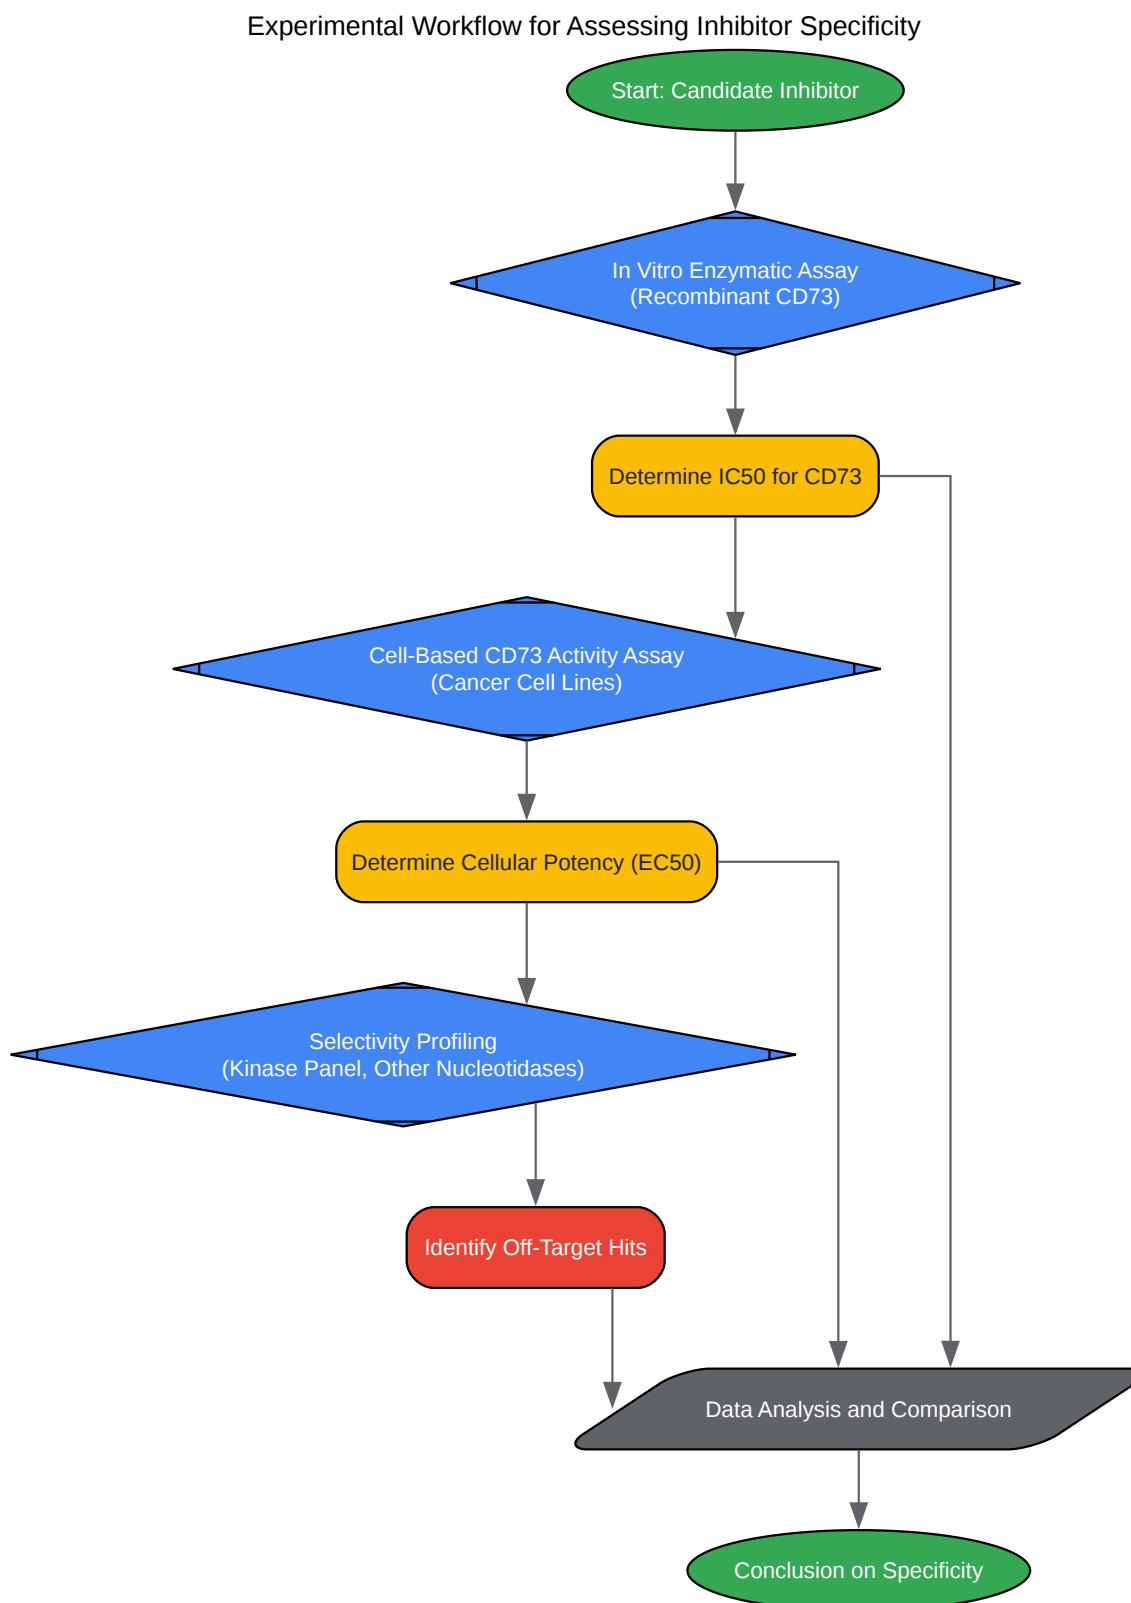 Experimental Workflow for Assessing Inhibitor Specificity
Start: Candidate Inhibitor
In Vitro Enzymatic Assay
(Recombinant CD73)
Determine IC50 for CD73
Cell-Based CD73 Activity Assay
(Cancer Cell Lines)
Determine Cellular Potency (EC50)
Selectivity Profiling
(Kinase Panel, Other Nucleotidases)
Identify Off-Target Hits
Data Analysis and Comparison
Conclusion on Specificity